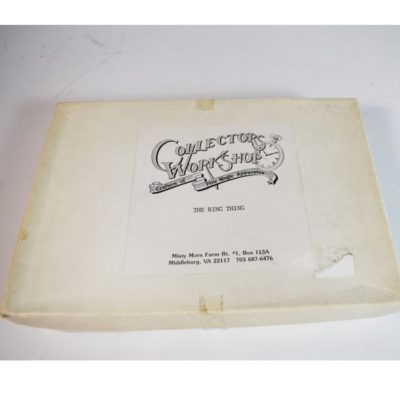 COLLECTORS
WORKSHOP
Crafters of Fine Magic Apparatus
THE RING THING
Misty Morn Farm Rt. #1, Box 113A
Middleburg, VA 22117 703 687-6476